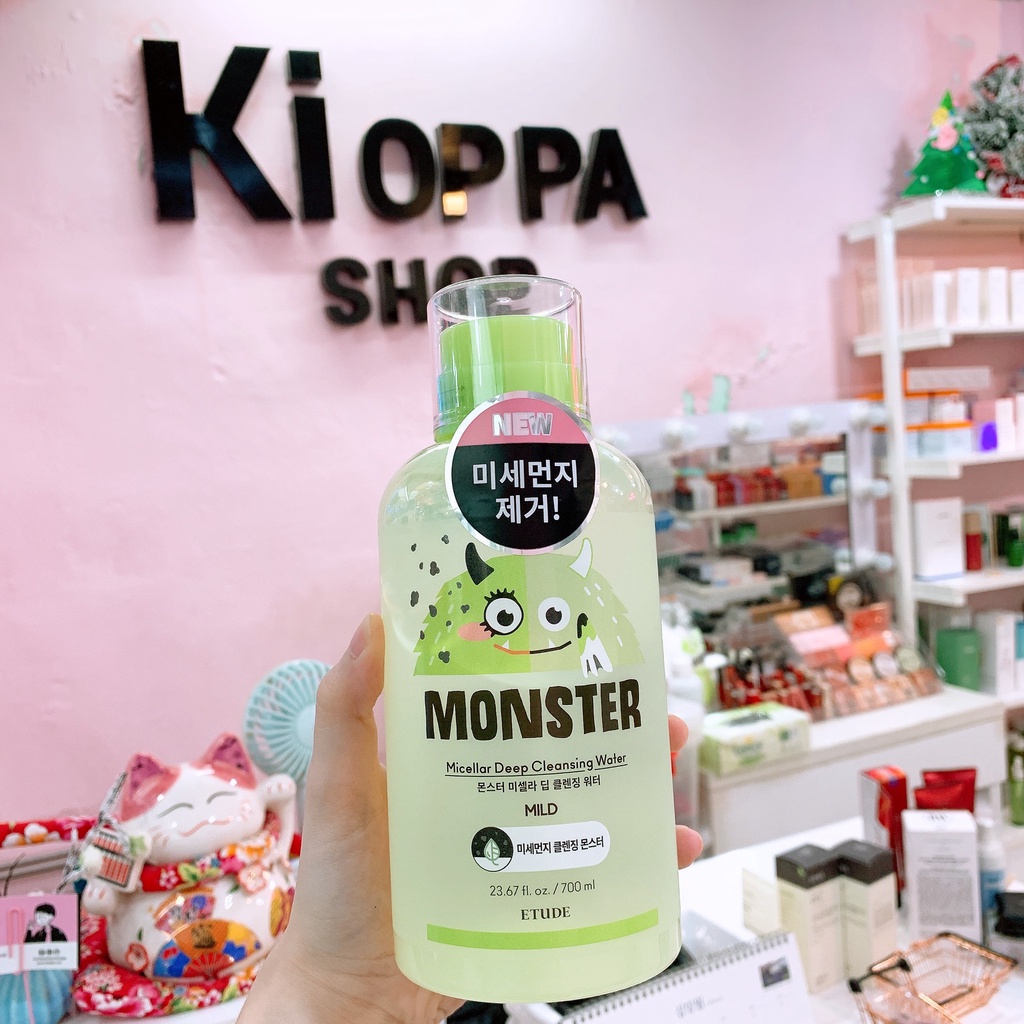 Ki OPPA
SHOP
NEW
미세먼지
제거!
MONSTER
Micellar Deep Cleansing Water
몬스터 미셀라 딥 클렌징 워터
MILD
미세먼지 클렌징 몬스터
23.67 fl. oz. / 700 ml
ETUDE